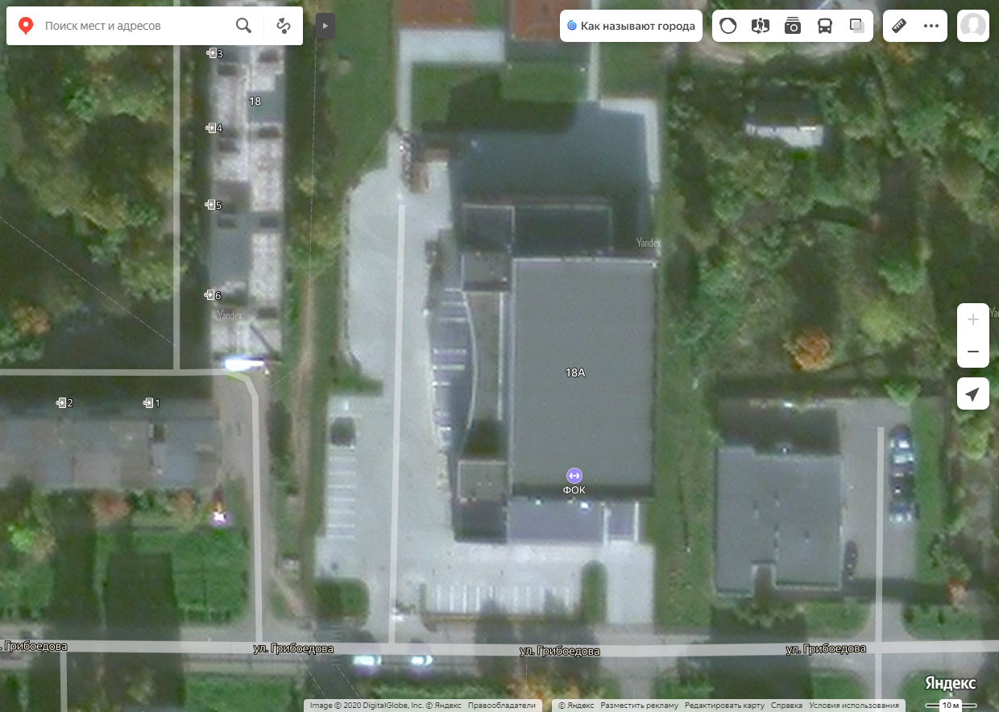 Поиск мест и адресов
Как называют города
3
18
4
5
Yandex
6
Yandex
Yan
18А
2
1
ФОК
. Грибоедова
ул. Грибоедова
ул. Грибоедова
ул. Грибоедова
Яндекс
Image © 2020 DigitalGlobe, Inc. © Яндекс Правообладатели
© Яндекс Разместить рекламу Редактировать карту Справка Условия использования
10 м